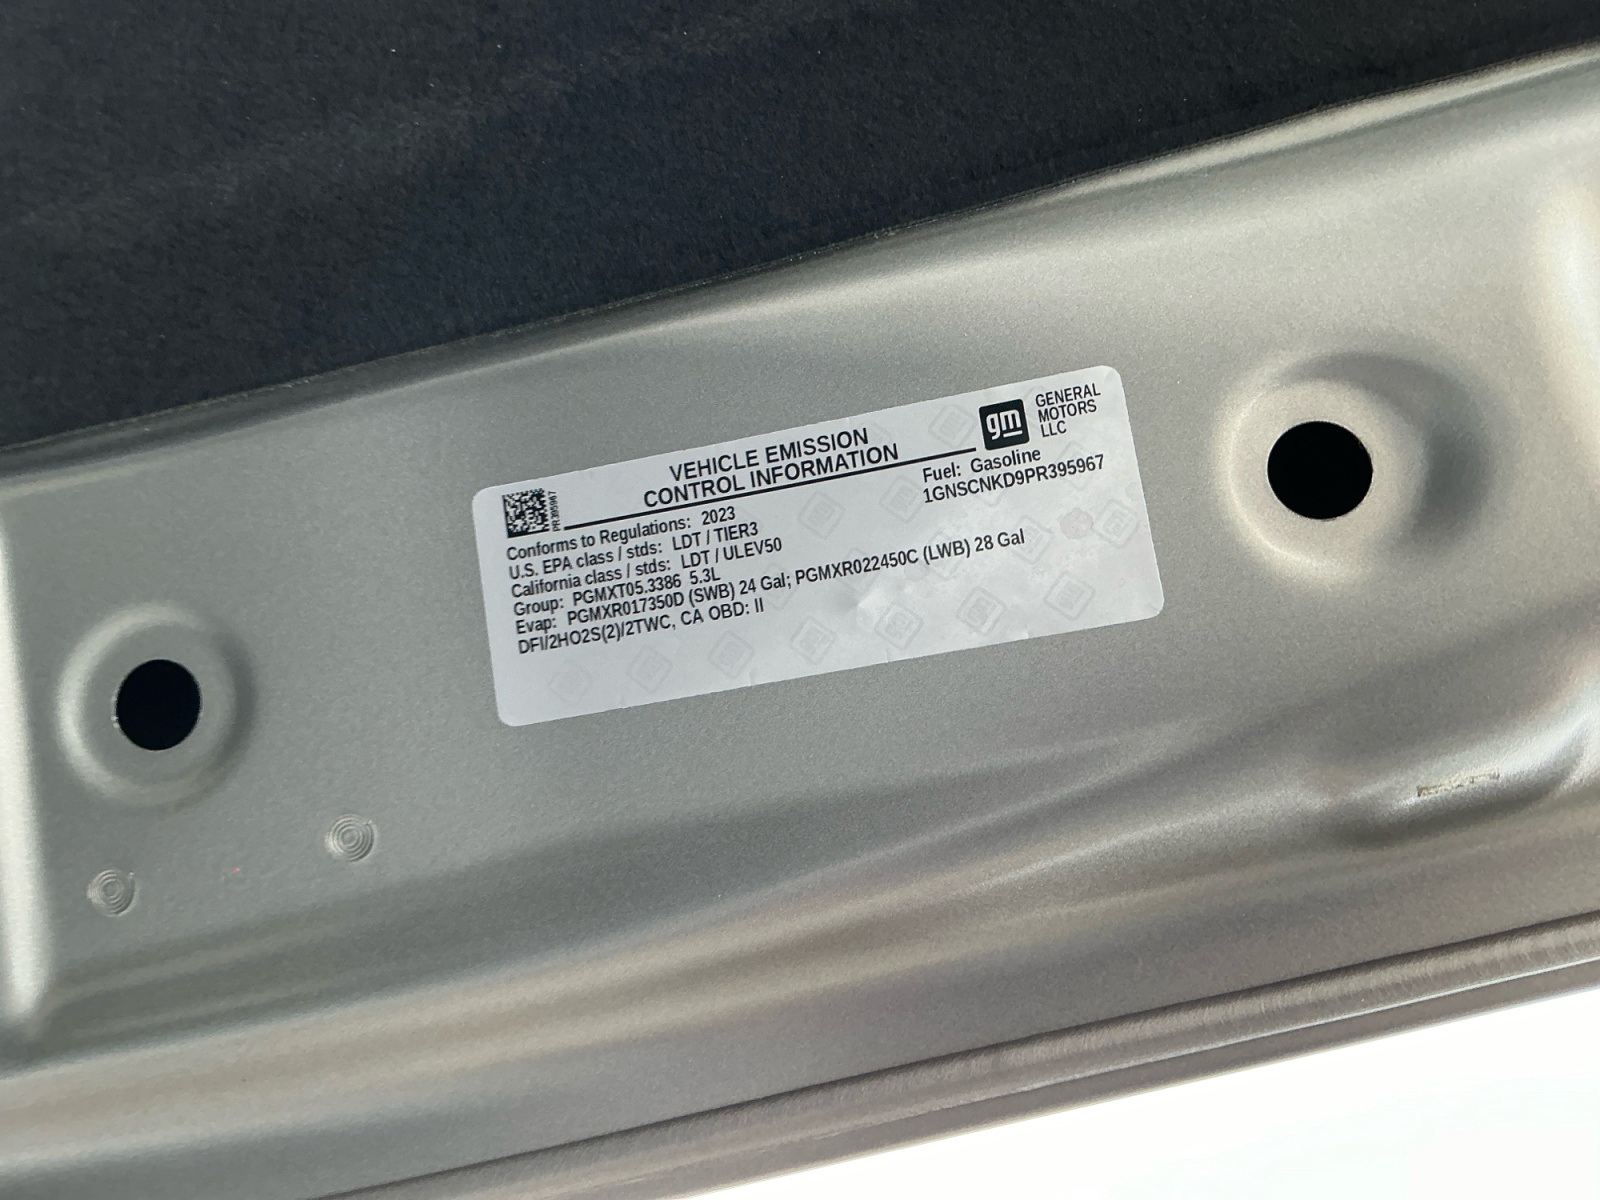 VEHICLE EMISSION
CONTROL INFORMATION
gm
GENERAL
MOTORS
LLC
PR395967
Fuel: Gasoline
1GNSCNKD9PR395967
Conforms to Regulations: 2023
U.S. EPA class / stds: LDT / TIER3
California class / stds: LDT / ULEV50
Group: PGMXT05.3386 5.3L
Evap: PGMXR017350D (SWB) 24 Gal; PGMXR022450C (LWB) 28 Gal
DFI/2HO2S(2)/2TWC, CA OBD: II